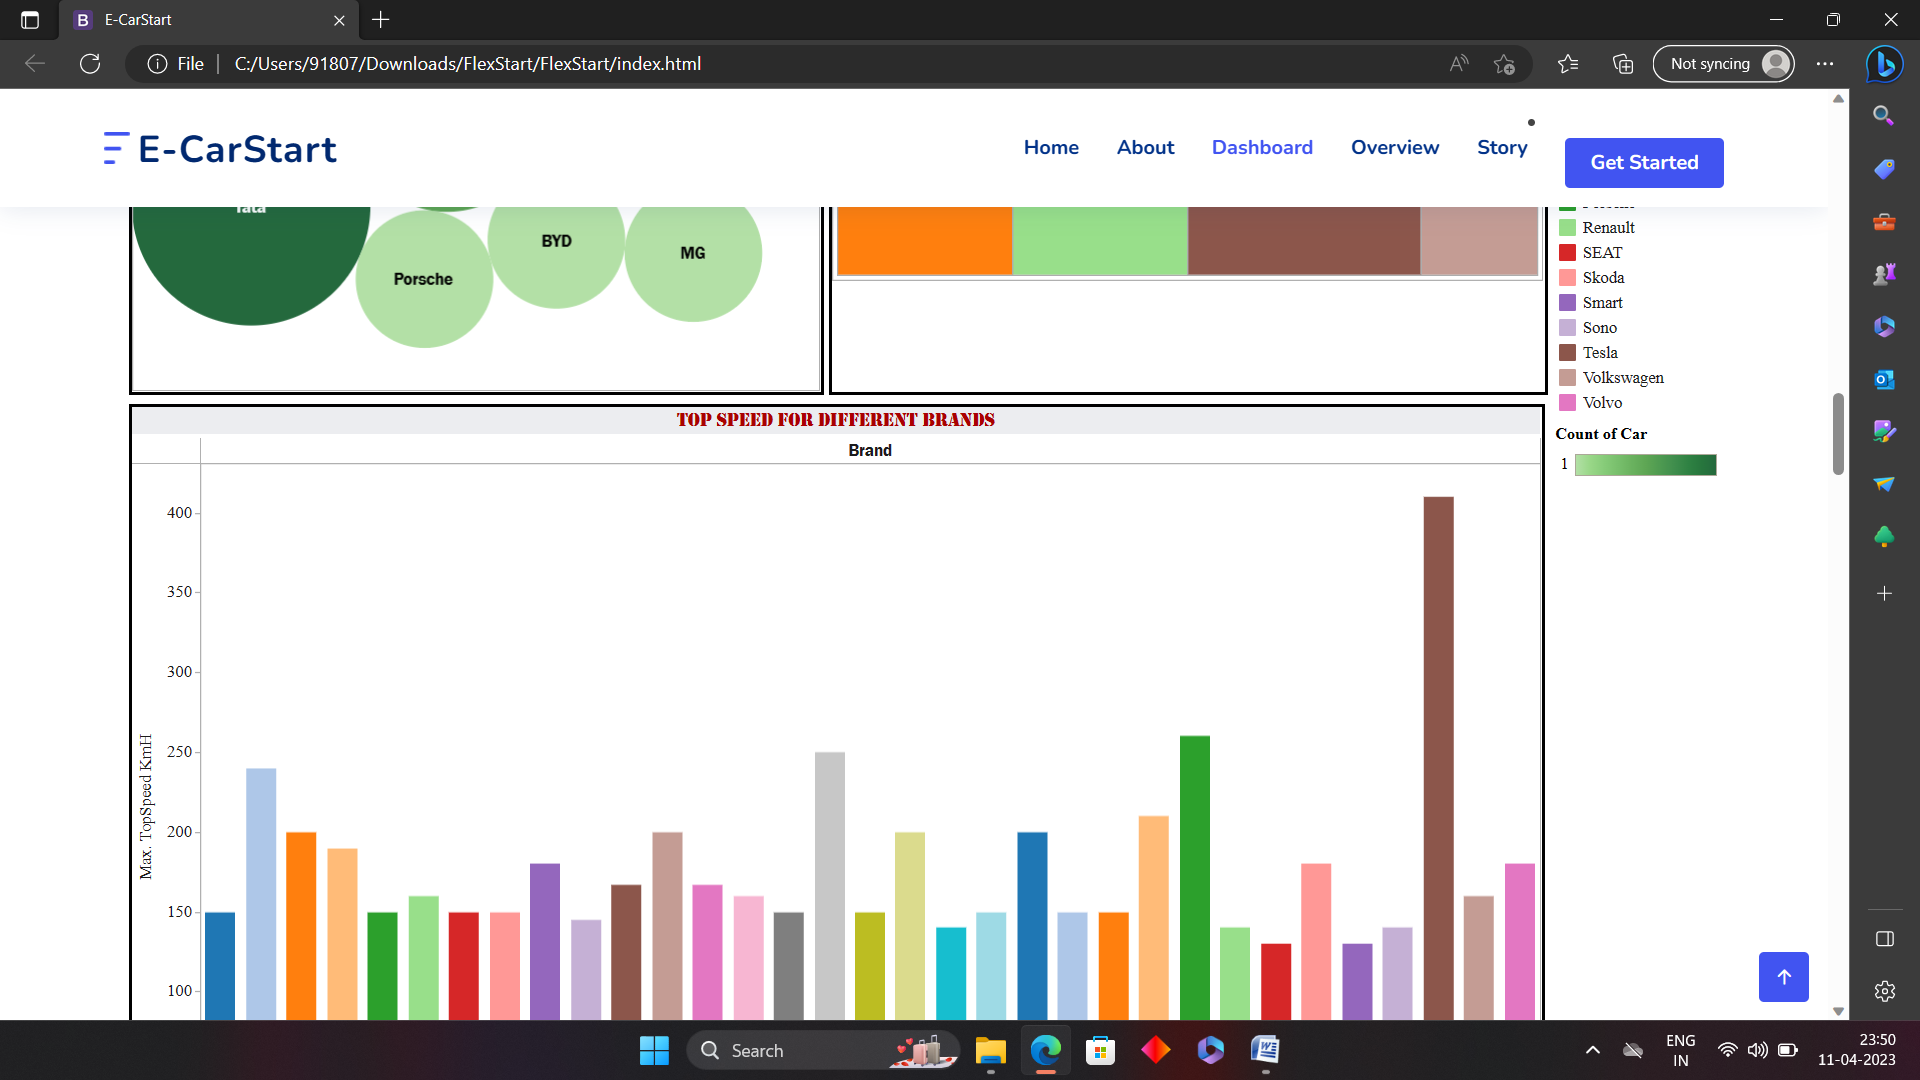 E-CarStart
File
C:/Users/91807/Downloads/FlexStart/FlexStart/index.html
Not syncing
E-CarStart
Home
About
Dashboard
Overview
Story
Get Started
Tata
Porsche
BYD
MG
Renault
SEAT
Skoda
Smart
Sono
Tesla
Volkswagen
Volvo
Count of Car
1
TOP SPEED FOR DIFFERENT BRANDS
Brand
400
350
300
250
200
150
100
Max. TopSpeed KmH
Search
ENG
IN
23:50
11-04-2023